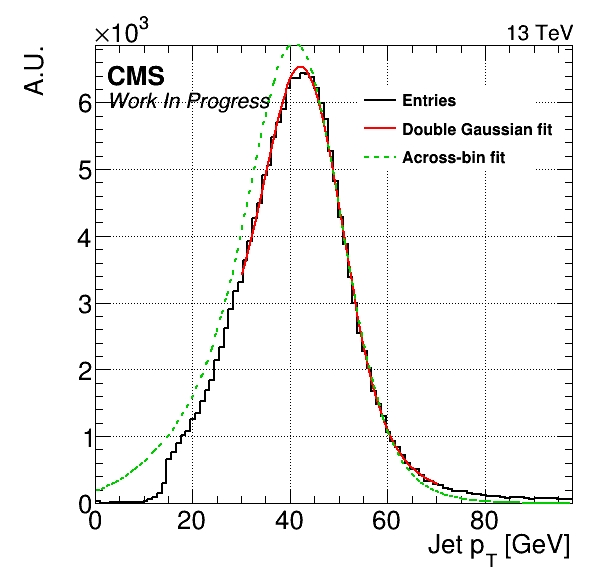 ×10³
13 TeV
A.U.
CMS
Work In Progress
Entries
Double Gaussian fit
Across-bin fit
6
5
4
3
2
1
0
0 20 40 60 80
Jet p_T [GeV]